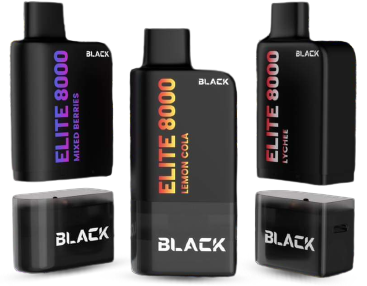 BLACK
ELITE 8000
MIXED BERRIES
BLACK
BLACK
ELITE 8000
LEMON COLA
BLACK
BLACK
ELITE 8000
LYCHEE
BLACK